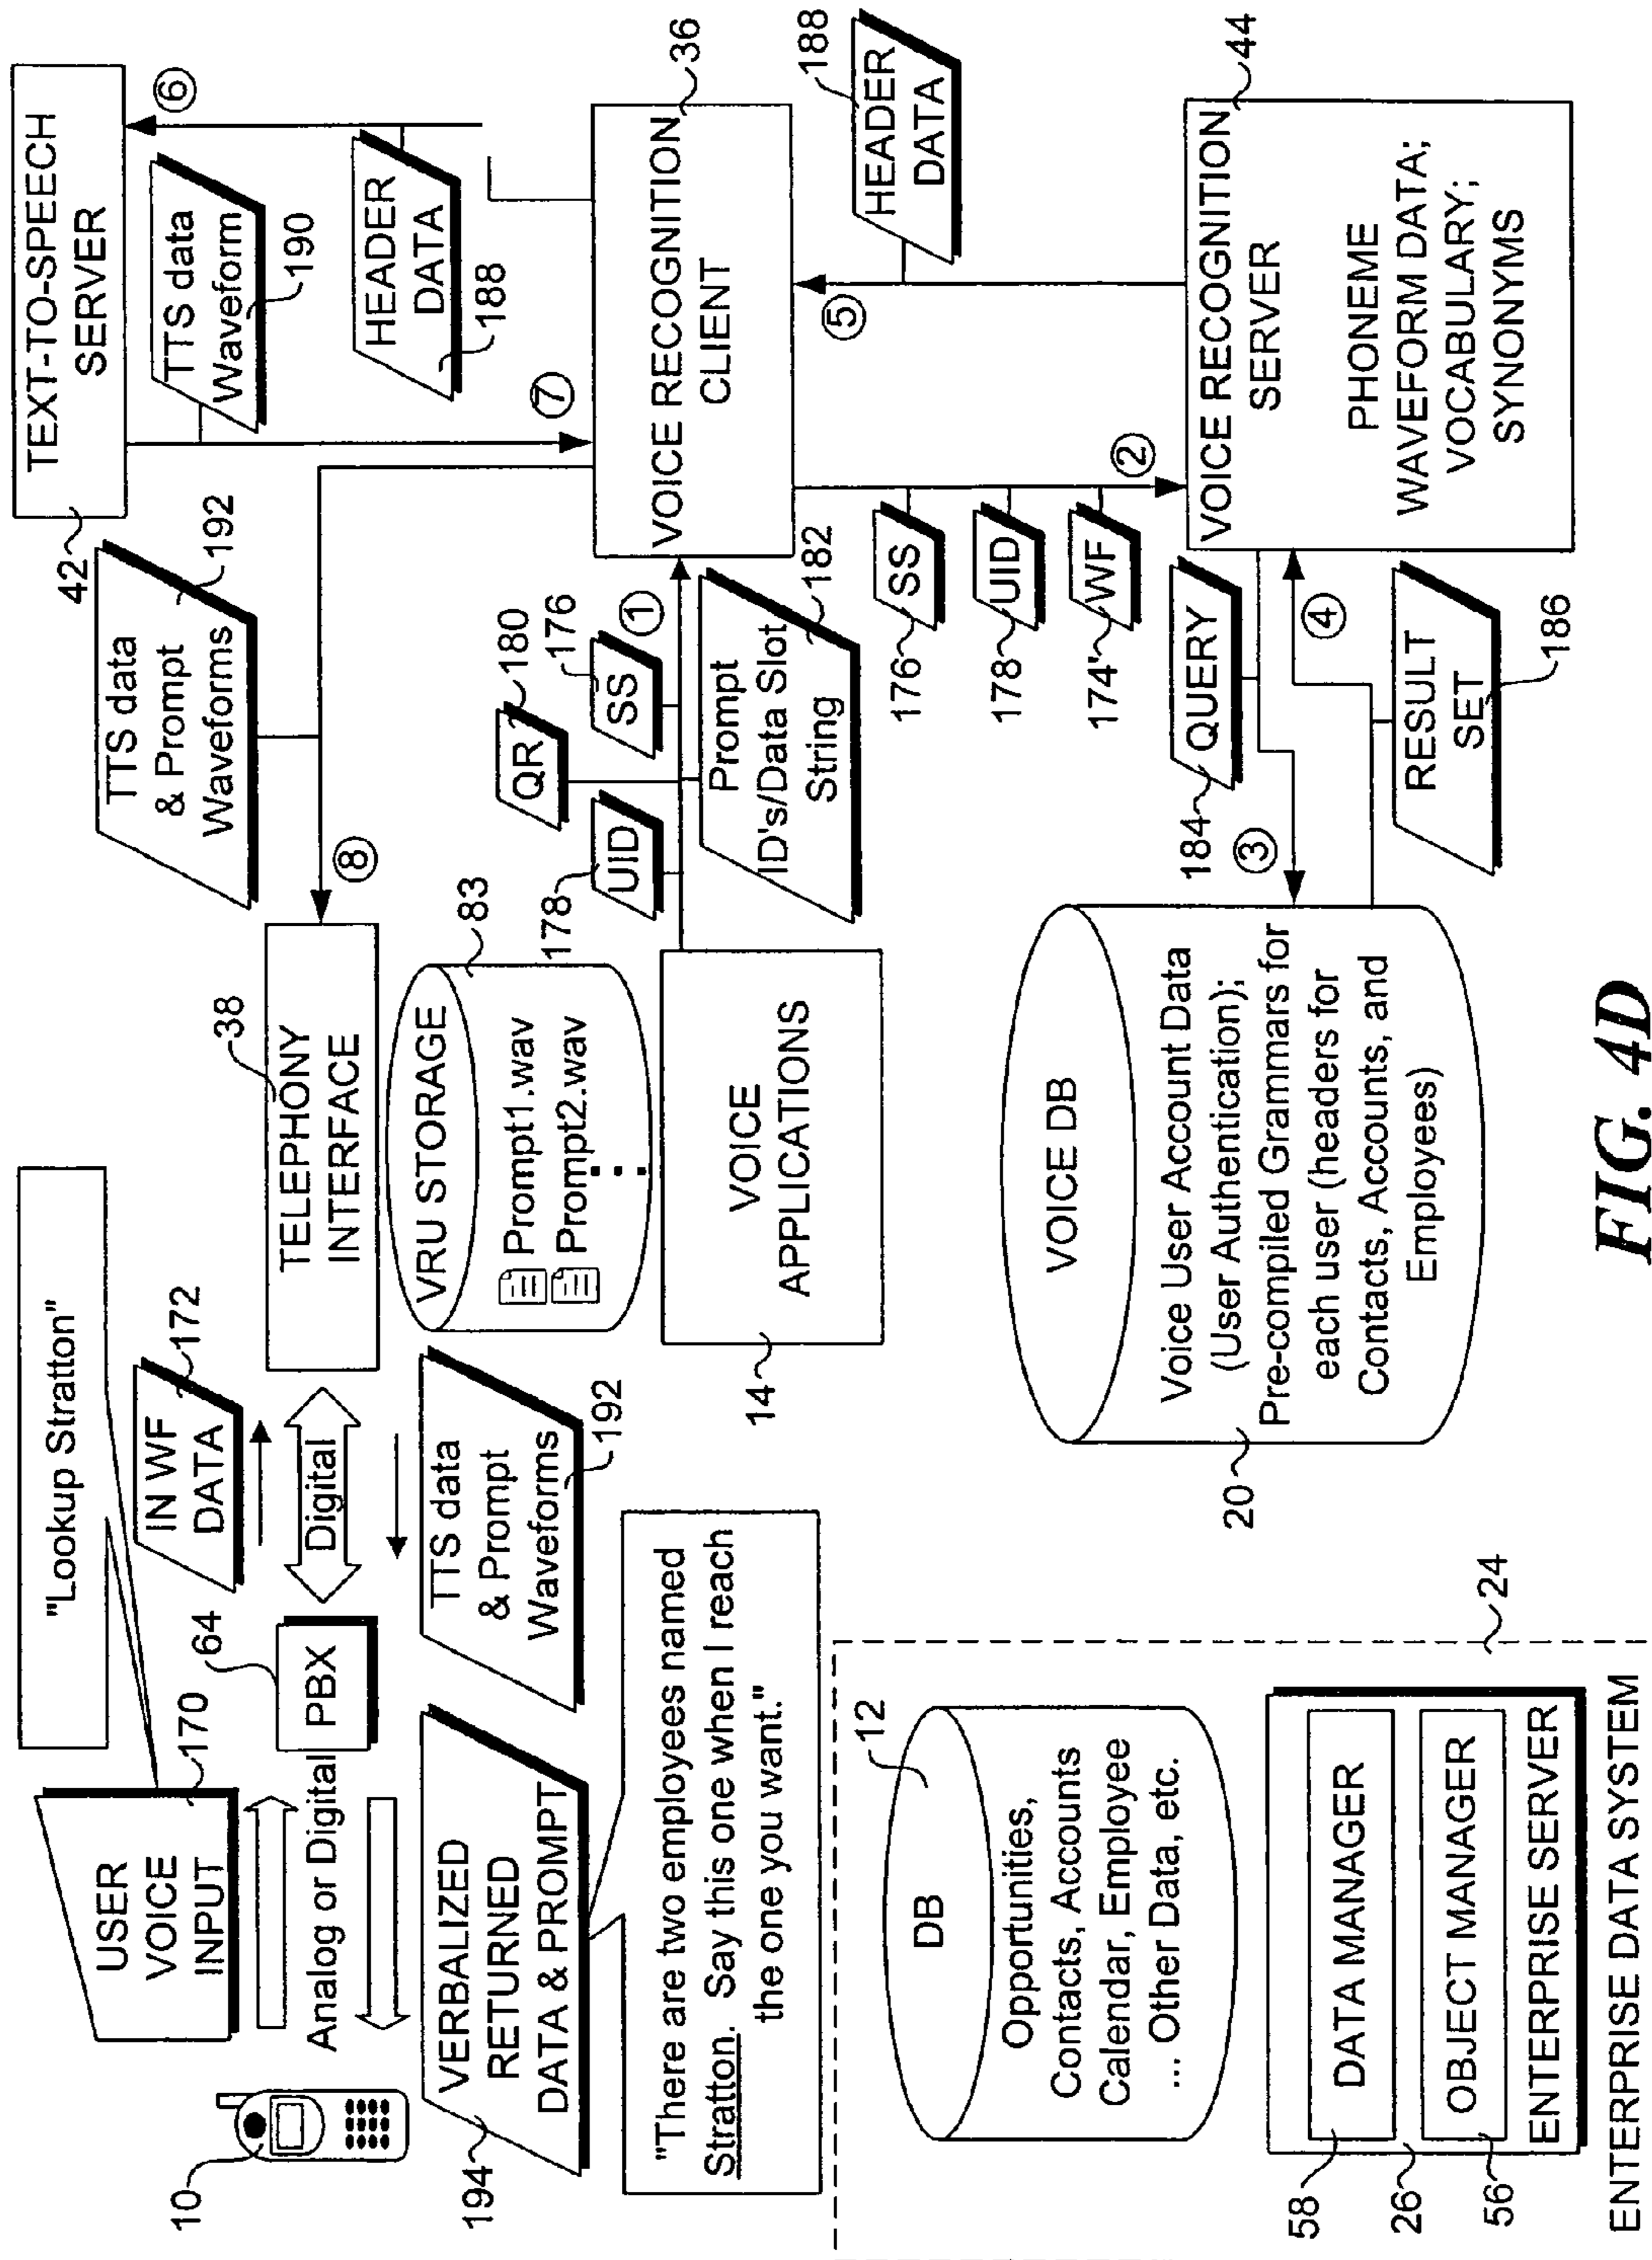 "Lookup Stratton"
USER
VOICE
INPUT
170
IN WF
DATA
172
10
Analog or Digital
64
PBX
Digital
38
TELEPHONY
INTERFACE
VERBALIZED
RETURNED
DATA & PROMPT
194
TTS data
& Prompt
Waveforms
192
"There are two employees named
Stratton. Say this one when I reach
the one you want."
VRU STORAGE
83
Prompt1.wav
Prompt2.wav
...
VOICE
APPLICATIONS
14
TTS data
& Prompt
Waveforms
192
8
42
TEXT-TO-SPEECH
SERVER
6
TTS data
Waveform
190
HEADER
DATA
188
7
UID
178
QR
180
SS
176
1
Prompt
ID's/Data Slot
String
182
VOICE RECOGNITION
CLIENT
36
SS
176
UID
178
WF
174'
2
5
HEADER
DATA
188
VOICE RECOGNITION
SERVER
44
PHONEME
WAVEFORM DATA;
VOCABULARY;
SYNONYMS
QUERY
184
3
4
RESULT
SET
186
VOICE DB
Voice User Account Data
(User Authentication);
Pre-compiled Grammars for
each user (headers for
Contacts, Accounts, and
Employees)
20
DB
12
Opportunities,
Contacts, Accounts
Calendar, Employee
... Other Data, etc.
24
DATA MANAGER
58
26
OBJECT MANAGER
56
ENTERPRISE SERVER
ENTERPRISE DATA SYSTEM
FIG. 4D